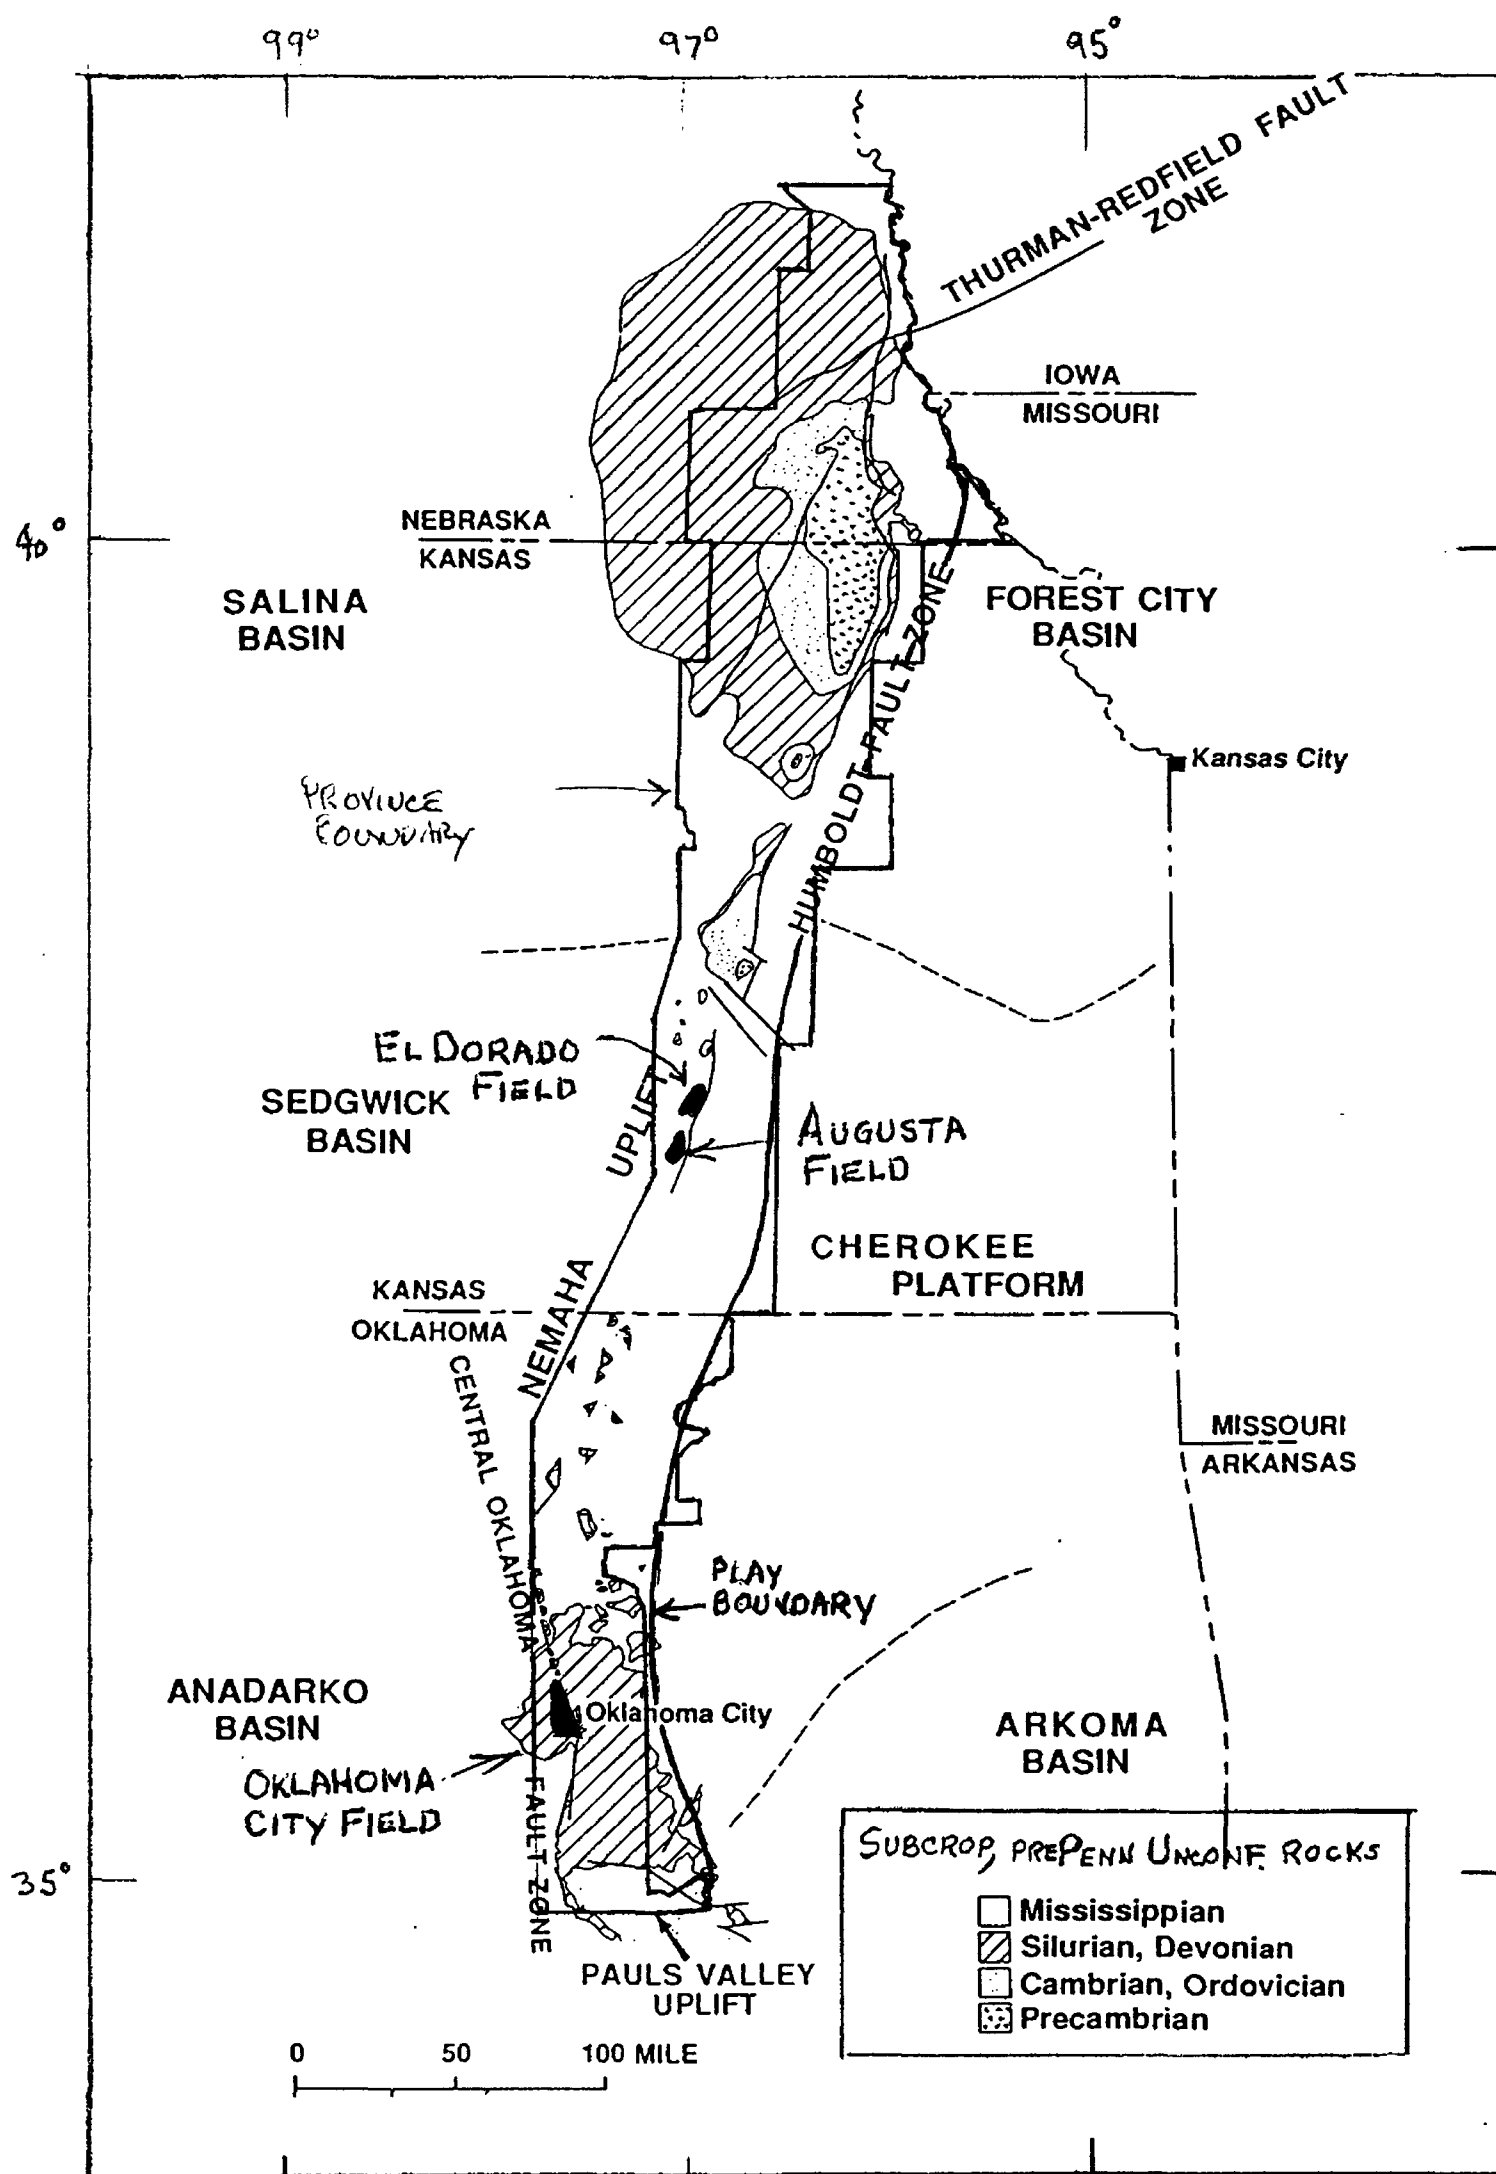 99° 97° 95°
THURMAN-REDFIELD FAULT
ZONE
IOWA
MISSOURI
40°
NEBRASKA
KANSAS
SALINA
BASIN
FOREST CITY
BASIN
HUMBOLDT FAULT ZONE
Kansas City
PROVINCE
BOUNDARY
EL DORADO
FIELD
SEDGWICK
BASIN
NEMAHA UPLIFT
AUGUSTA
FIELD
CHEROKEE
PLATFORM
KANSAS
OKLAHOMA
CENTRAL OKLAHOMA FAULT ZONE
MISSOURI
ARKANSAS
PLAY
BOUNDARY
ANADARKO
BASIN
Oklahoma City
ARKOMA
BASIN
OKLAHOMA
CITY FIELD
35°
SUBCROP, PREPENN UNCONF. ROCKS
Mississippian
Silurian, Devonian
Cambrian, Ordovician
Precambrian
PAULS VALLEY
UPLIFT
0 50 100 MILE